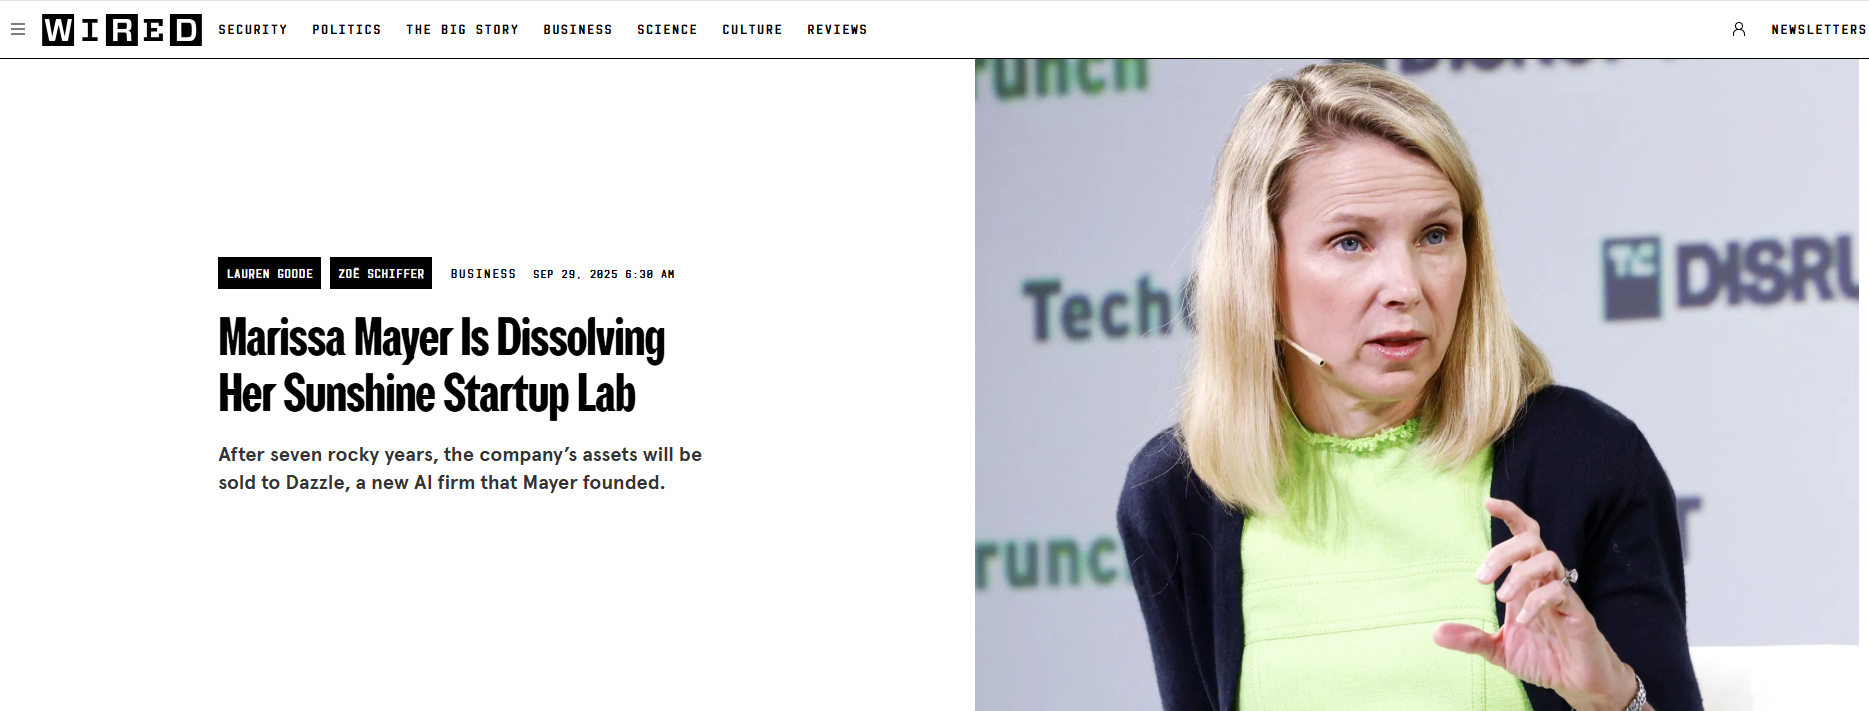 WIRED
SECURITY POLITICS THE BIG STORY BUSINESS SCIENCE CULTURE REVIEWS
NEWSLETTERS
LAUREN GOODE ZOË SCHIFFER BUSINESS SEP 29, 2025 6:30 AM
Marissa Mayer Is Dissolving
Her Sunshine Startup Lab
After seven rocky years, the company’s assets will be
sold to Dazzle, a new AI firm that Mayer founded.
runch
Tech
TC DISRU
runc
T